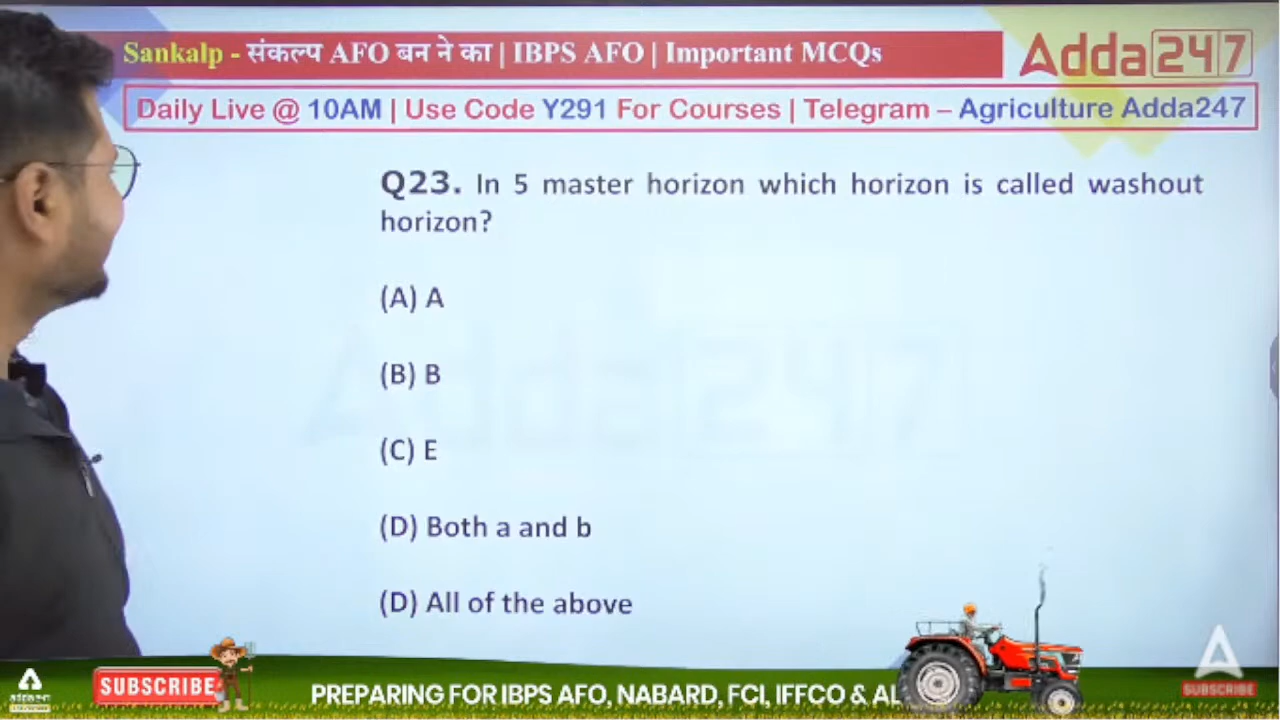 Sankalp - संकल्प AFO बन ने का | IBPS AFO | Important MCQs
Adda247
Daily Live @ 10AM | Use Code Y291 For Courses | Telegram – Agriculture Adda247
Q23. In 5 master horizon which horizon is called washout
horizon?
(A) A
(B) B
(C) E
(D) Both a and b
(D) All of the above
Adda247
SUBSCRIBE
PREPARING FOR IBPS AFO, NABARD, FCI, IFFCO & AL
SUBSCRIBE